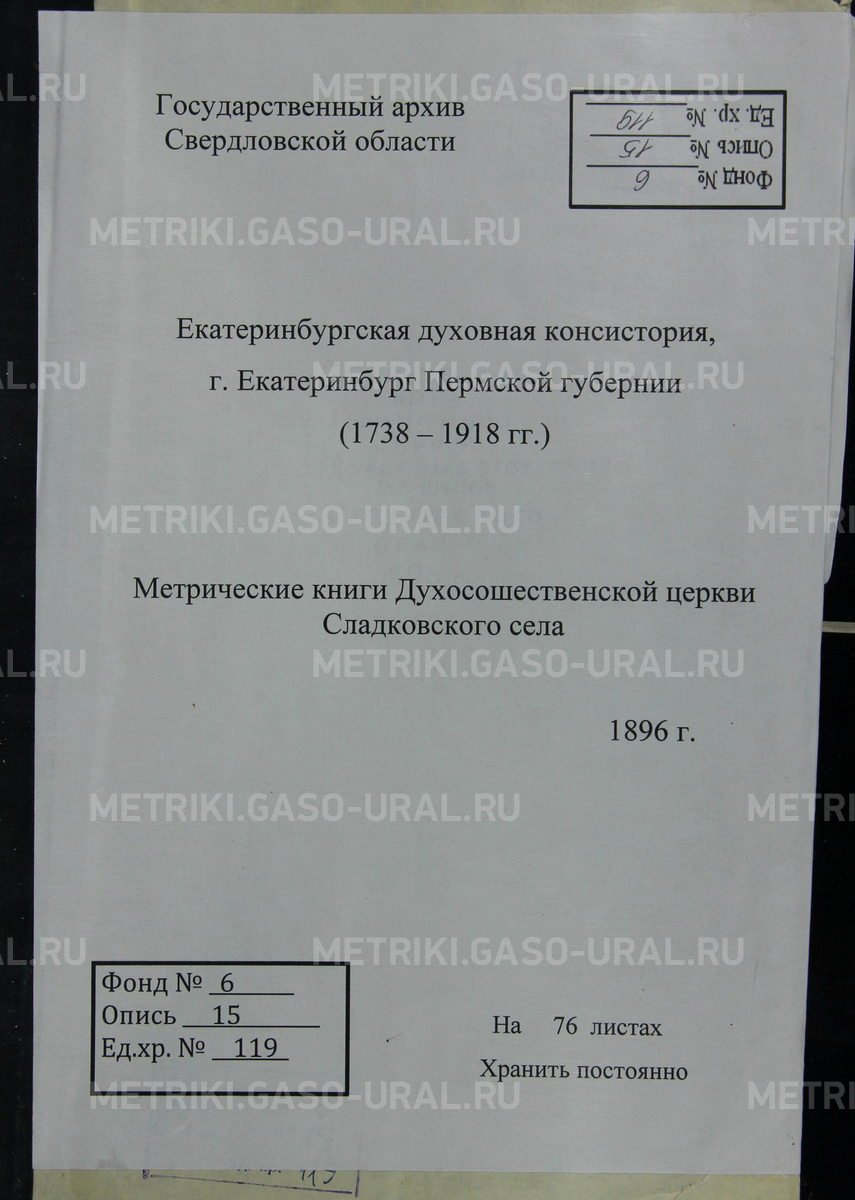 Государственный архив
Свердловской области
Фонд № 6
Опись № 15
Ед. хр. № 119
Екатеринбургская духовная консистория,
г. Екатеринбург Пермской губернии
(1738 – 1918 гг.)
Метрические книги Духосошественской церкви
Сладковского села
1896 г.
Фонд № 6
Опись 15
Ед.хр. № 119
На 76 листах
Хранить постоянно
119
METRIKI.GASO-URAL.RU